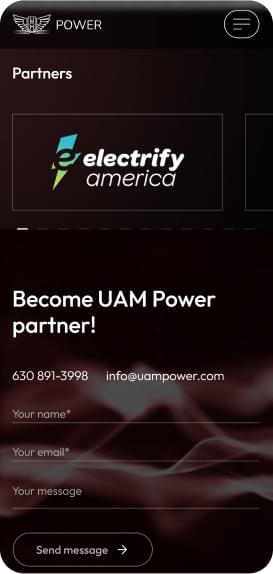 POWER
Partners
electrify
america
Become UAM Power
partner!
630 891-3998 info@uampower.com
Your name*
Your email*
Your message
Send message →